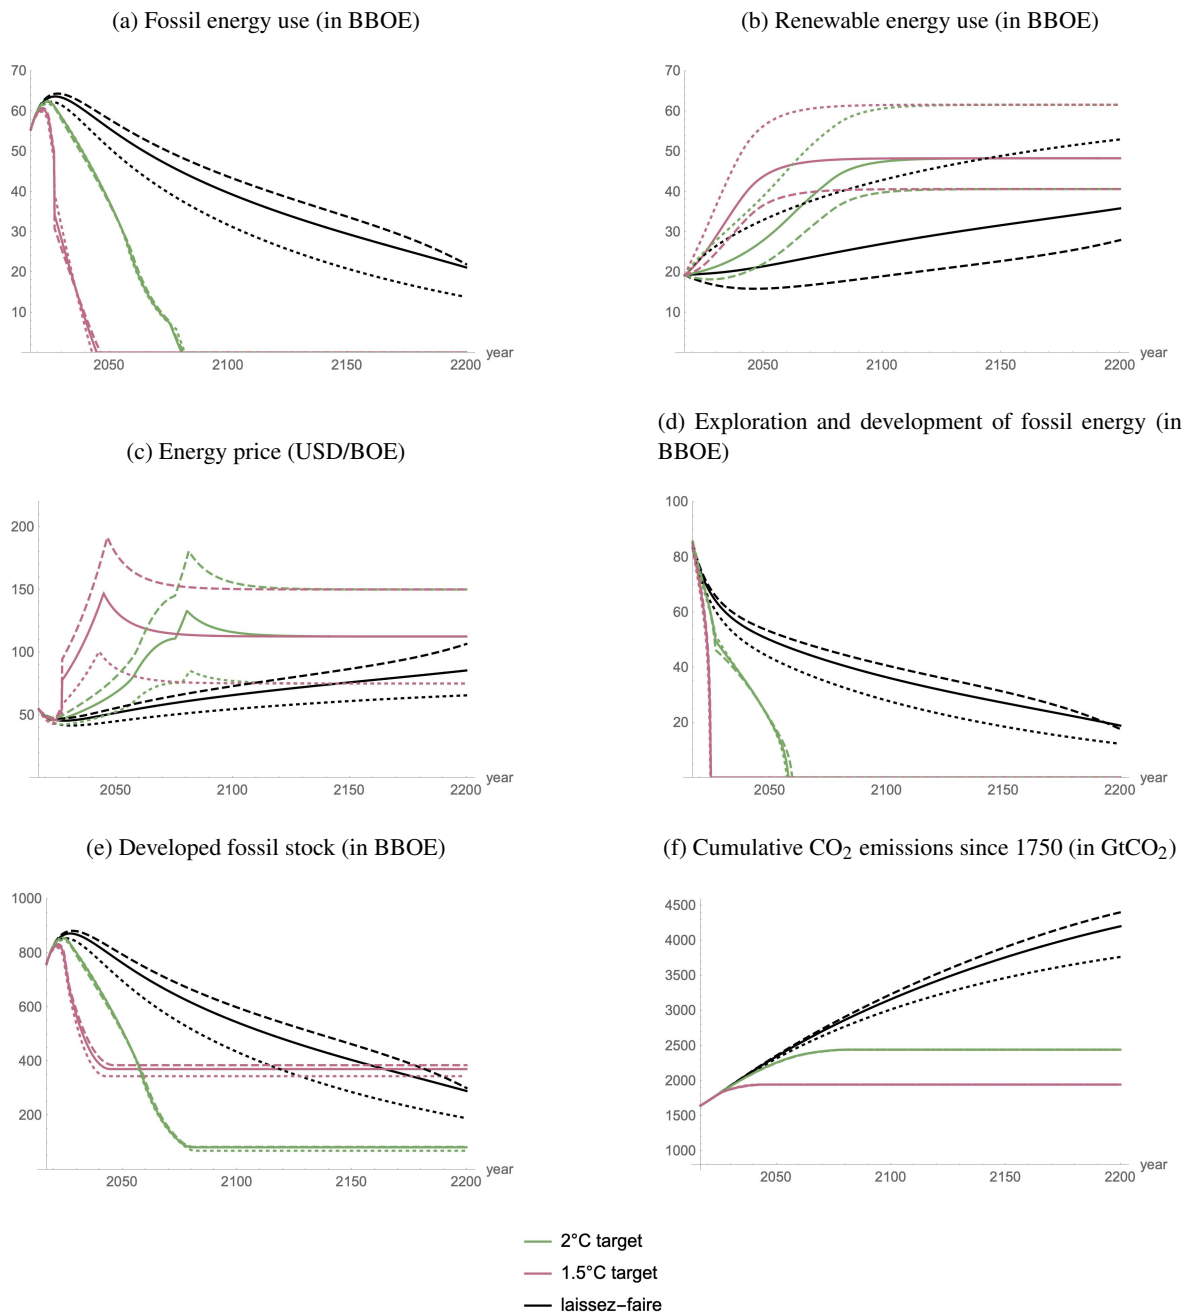 (a) Fossil energy use (in BBOE)
70
60
50
40
30
20
10
2050 2100 2150 2200
year
(b) Renewable energy use (in BBOE)
70
60
50
40
30
20
10
2050 2100 2150 2200
year
(c) Energy price (USD/BOE)
200
150
100
50
2050 2100 2150 2200
year
(d) Exploration and development of fossil energy (in
BBOE)
100
80
60
40
20
2050 2100 2150 2200
year
(e) Developed fossil stock (in BBOE)
1000
800
600
400
200
2050 2100 2150 2200
year
(f) Cumulative CO₂ emissions since 1750 (in GtCO₂)
4500
4000
3500
3000
2500
2000
1500
1000
2050 2100 2150 2200
year
2°C target
1.5°C target
laissez-faire